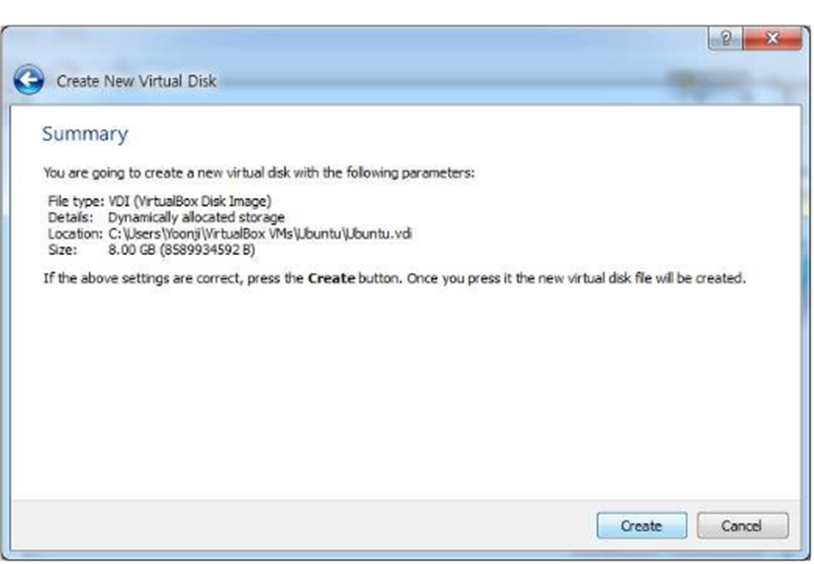 Create New Virtual Disk
Summary
You are going to create a new virtual disk with the following parameters:
File type: VDI (VirtualBox Disk Image)
Details: Dynamically allocated storage
Location: C:\Users\Yoonji\VirtualBox VMs\Ubuntu\Ubuntu.vdi
Size: 8.00 GB (8589934592 B)
If the above settings are correct, press the Create button. Once you press it the new virtual disk file will be created.
Create Cancel